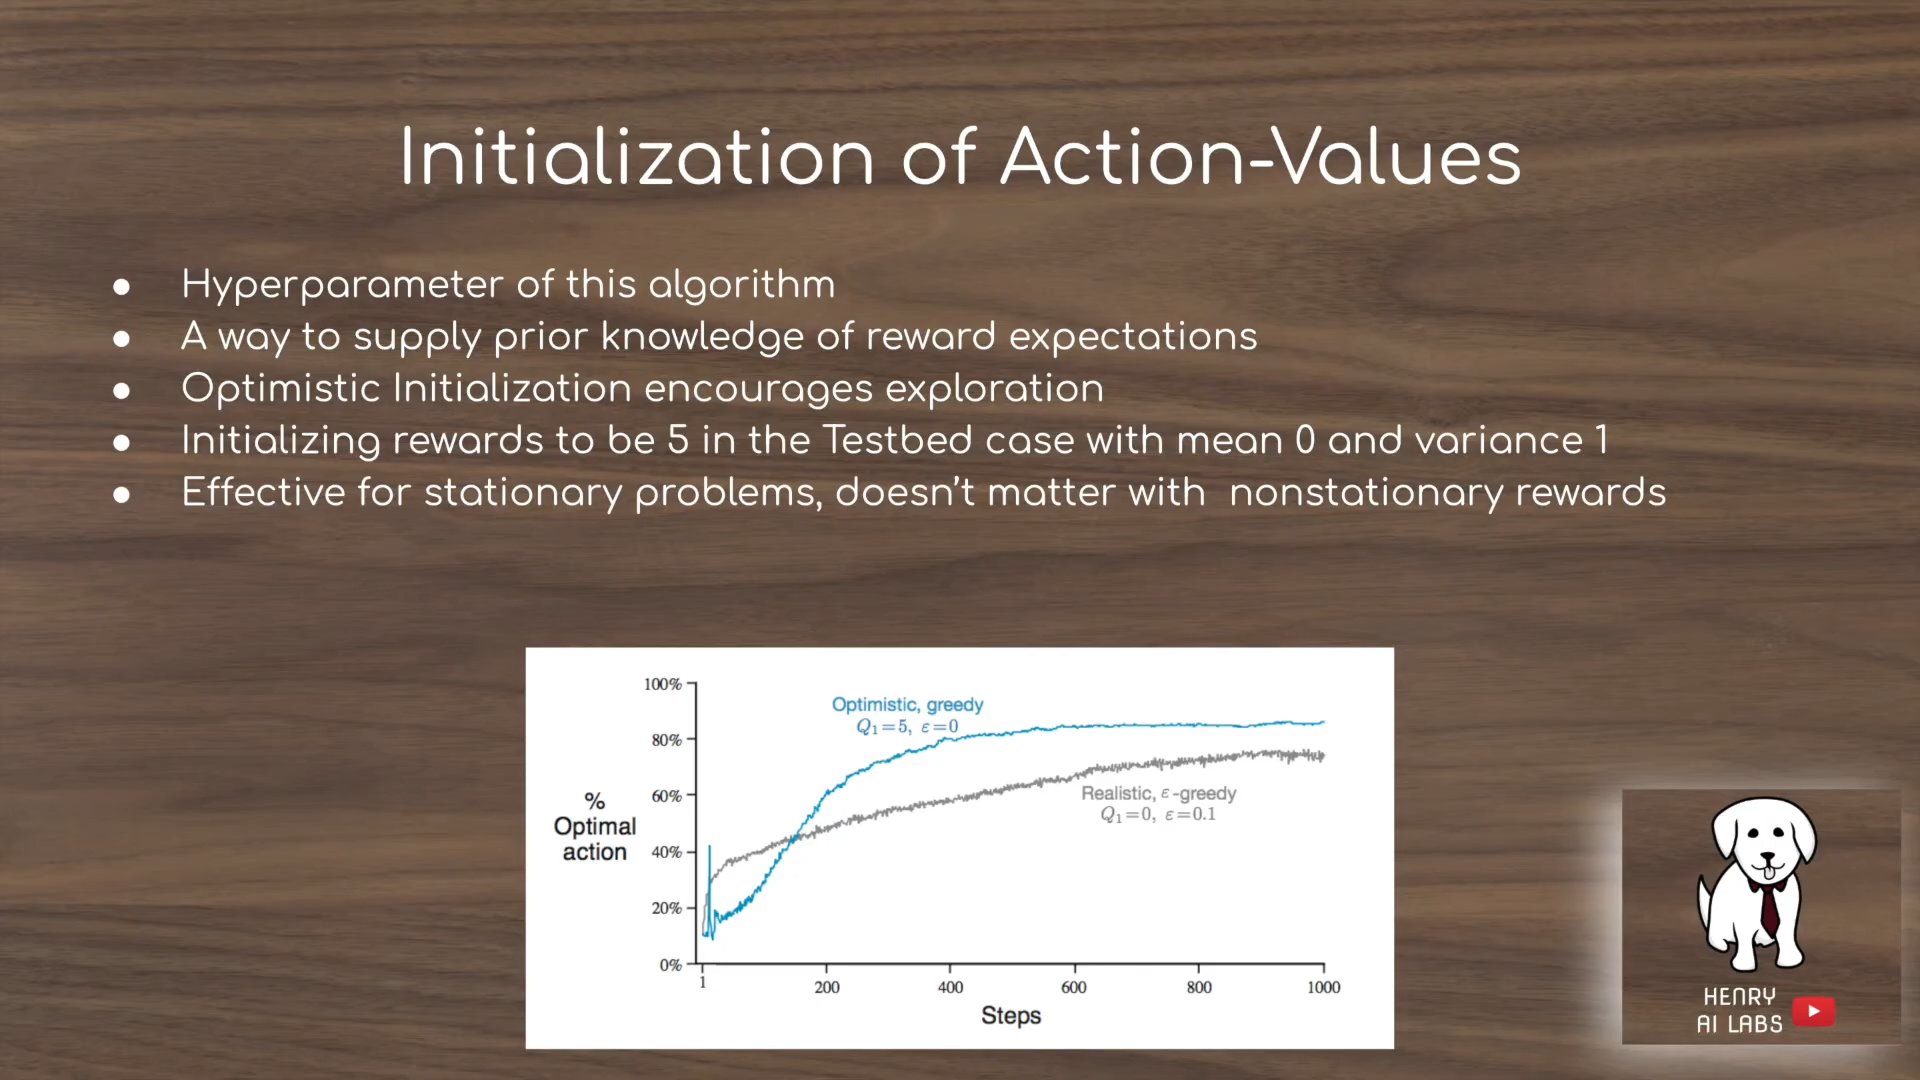 Initialization of Action-Values
● Hyperparameter of this algorithm
● A way to supply prior knowledge of reward expectations
● Optimistic Initialization encourages exploration
● Initializing rewards to be 5 in the Testbed case with mean 0 and variance 1
● Effective for stationary problems, doesn't matter with nonstationary rewards
100%
80%
60%
40%
20%
0%
% 
Optimal
action
Optimistic, greedy
Q₁=5, ε=0
Realistic, ε-greedy
Q₁=0, ε=0.1
1 200 400 600 800 1000
Steps
HENRY
AI LABS